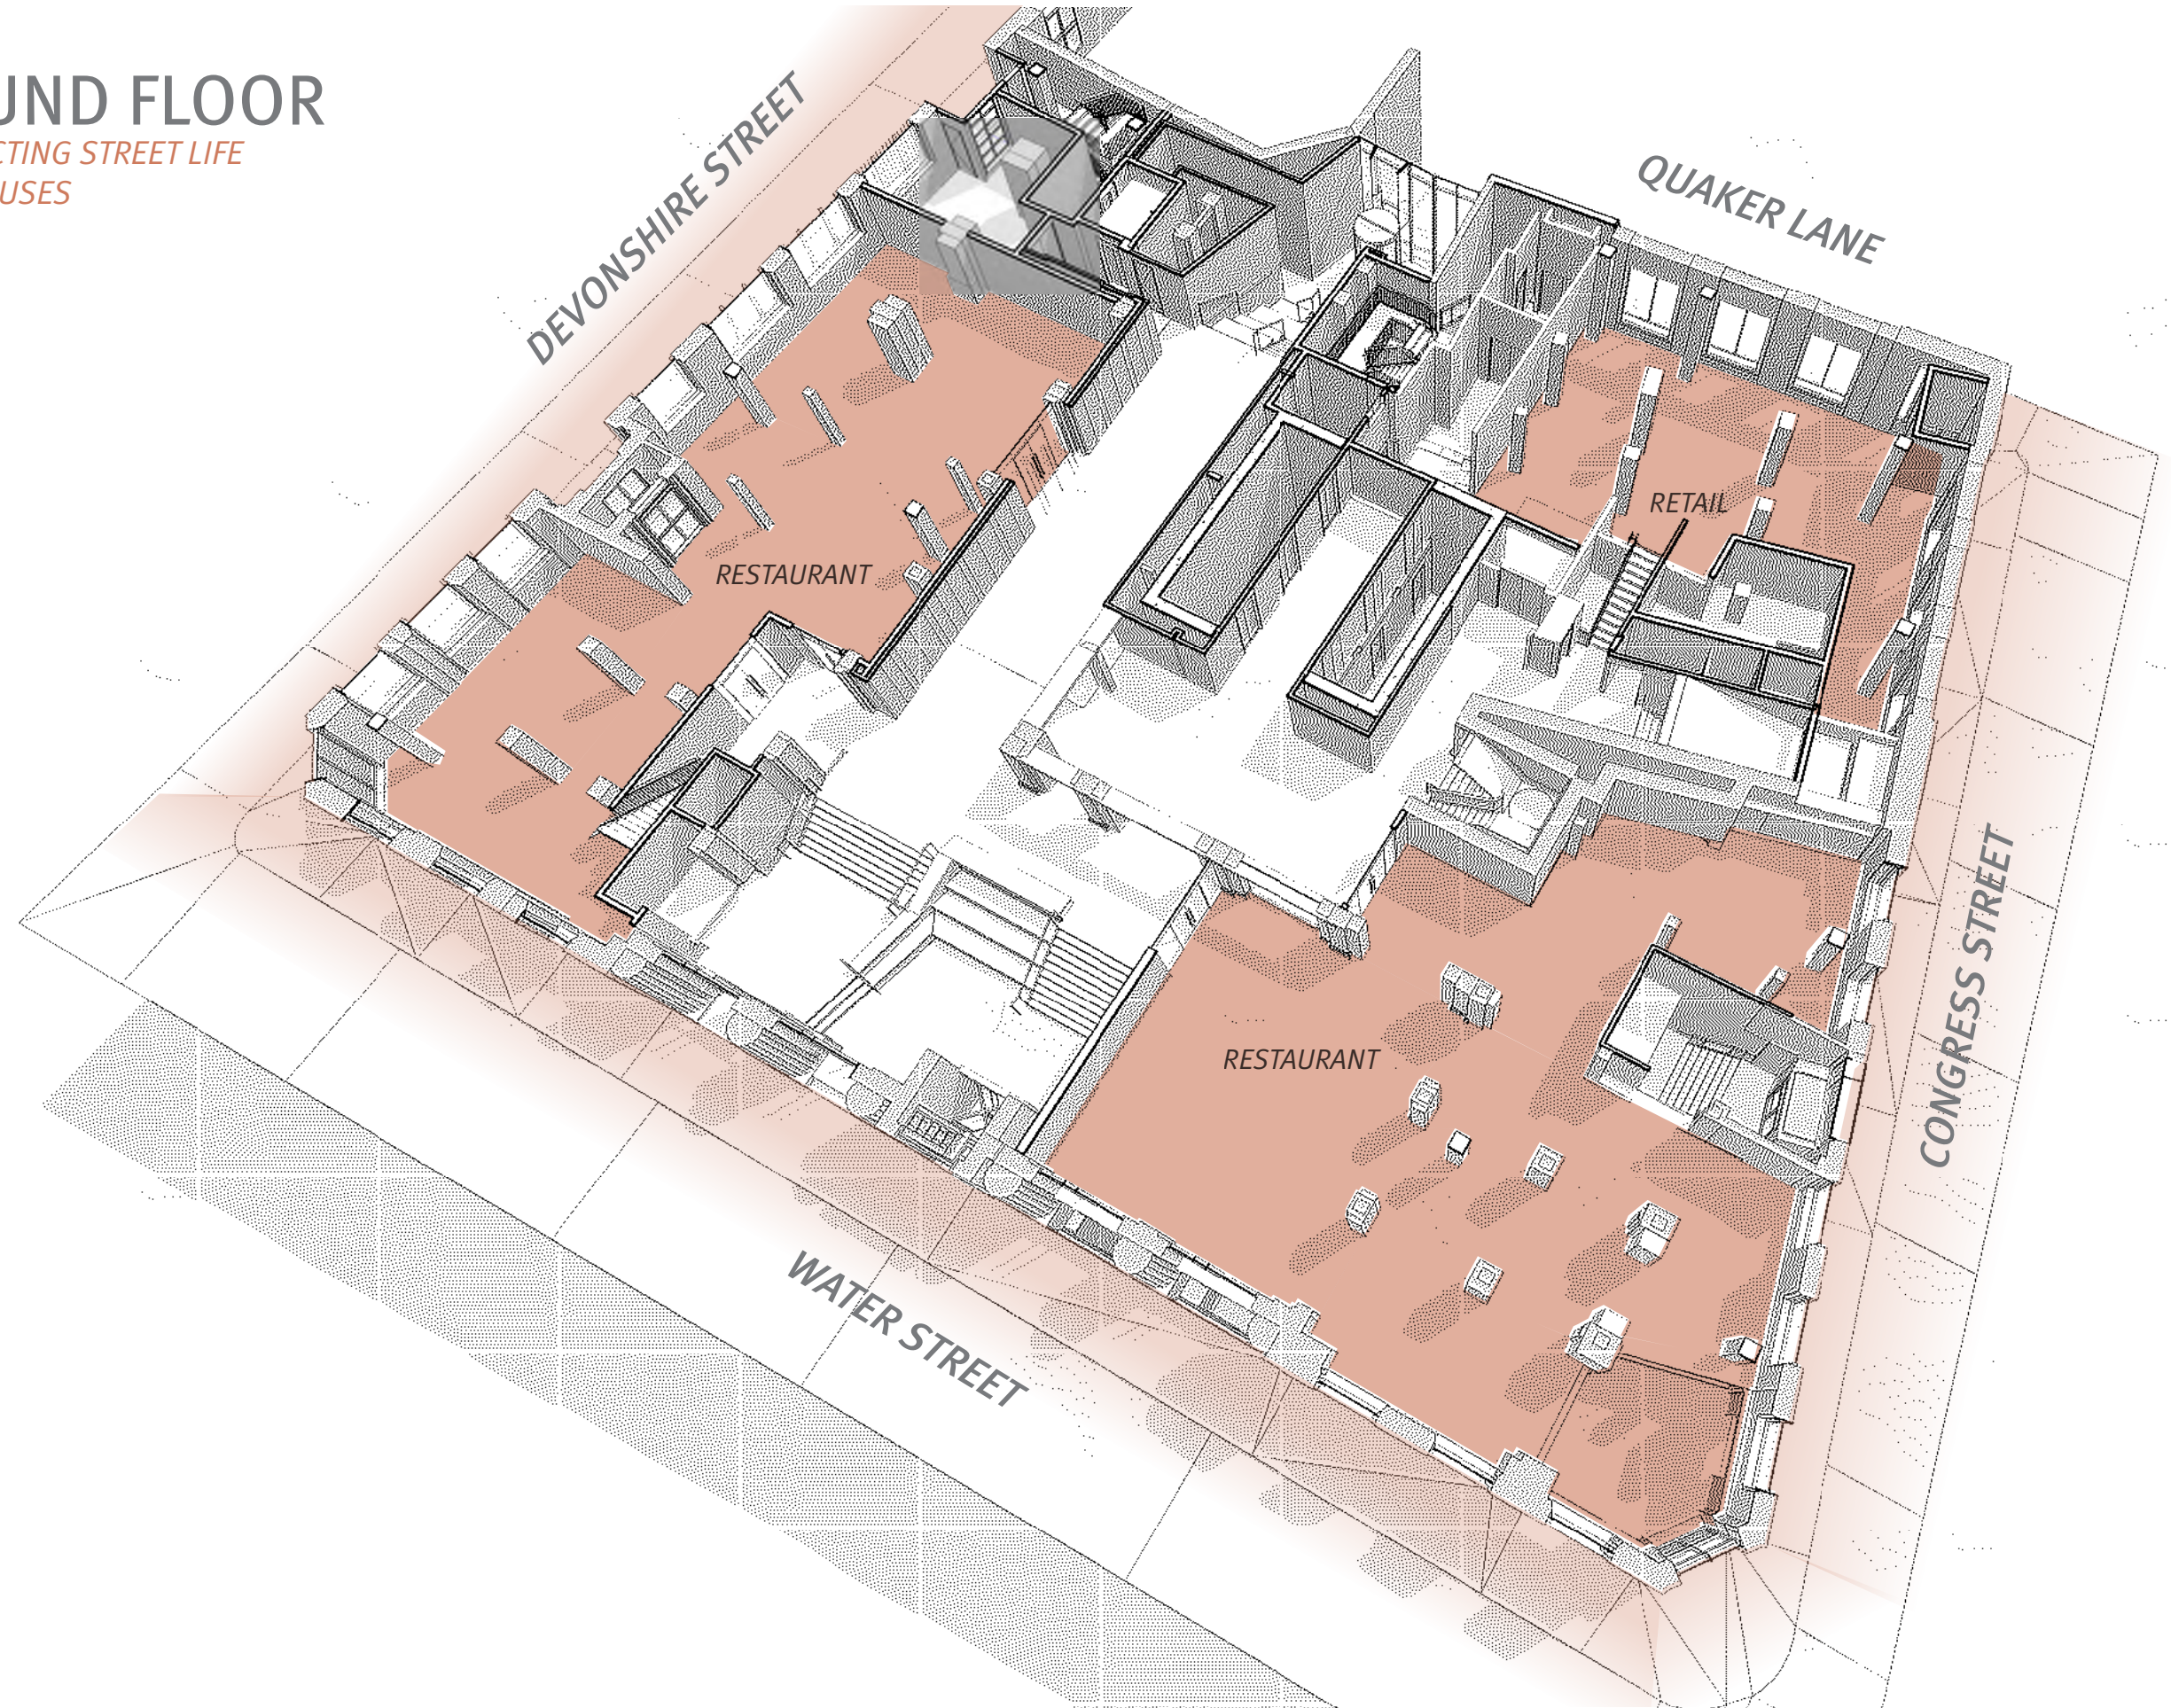 UND FLOOR
CTING STREET LIFE
USES
DEVONSHIRE STREET
QUAKER LANE
RETAIL
RESTAURANT
CONGRESS STREET
RESTAURANT
WATER STREET